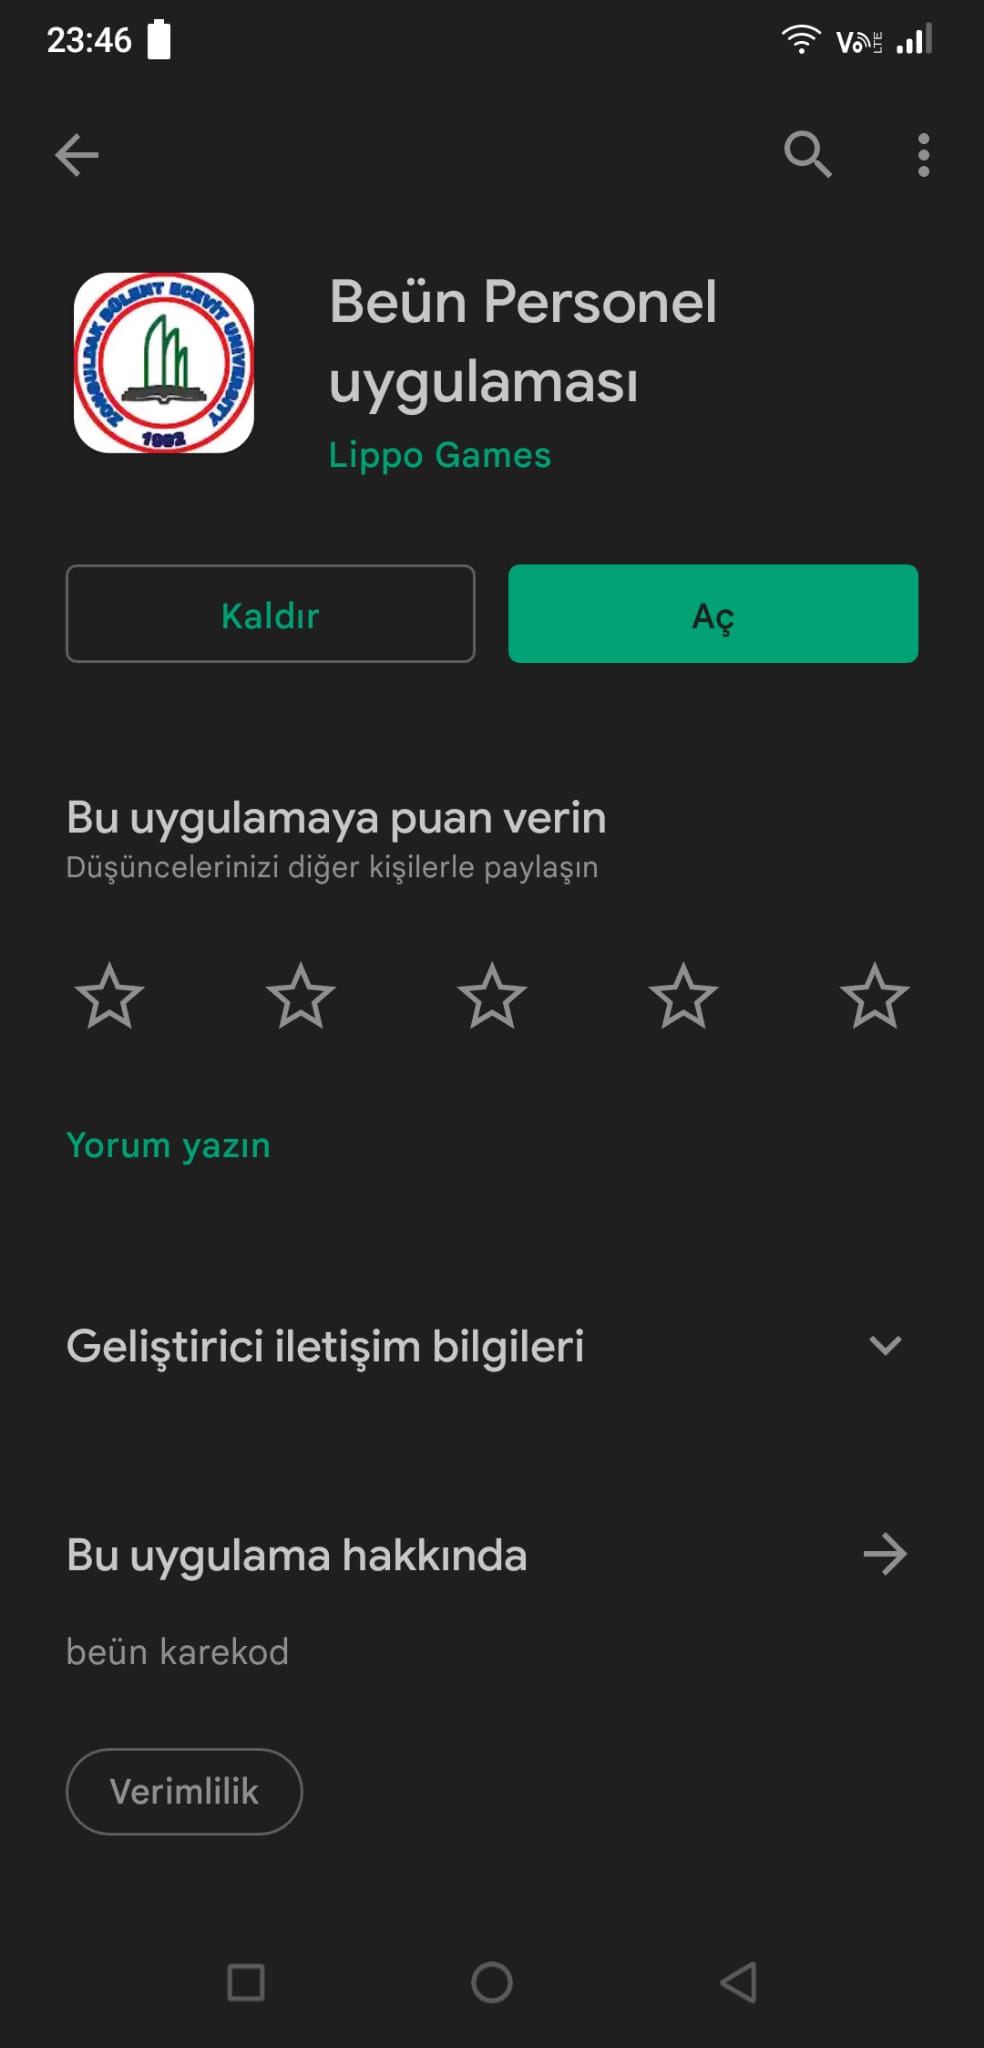 23:46
Vo LTE
ZONGULDAK BÜLENT ECEVİT UNIVERSITY
1992
Beün Personel
uygulaması
Lippo Games
Kaldır
Aç
Bu uygulamaya puan verin
Düşüncelerinizi diğer kişilerle paylaşın
Yorum yazın
Geliştirici iletişim bilgileri
Bu uygulama hakkında
beün karekod
Verimlilik